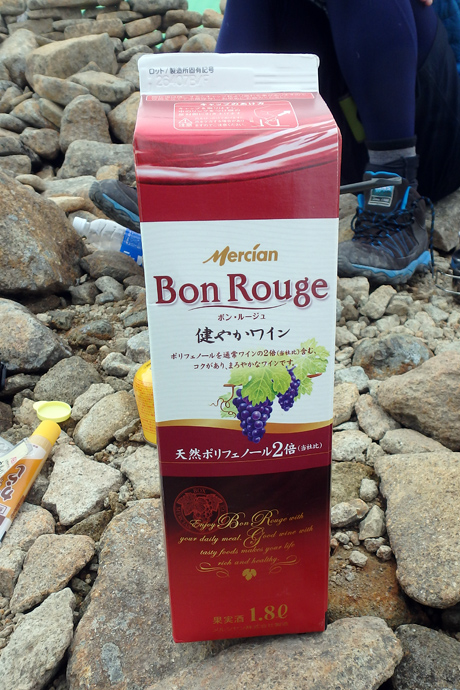 ロット/製造所固有記号
Mercian
Bon Rouge
ボン・ルージュ
健やかワイン
ポリフェノールを通常ワインの2倍(当社比)含む、
コクがあり、まろやかなワインです。
天然ポリフェノール2倍(当社比)
Enjoy Bon Rouge with
your daily meal. Good wine with
tasty foods makes your life
rich and healthy
果実酒 1.8ℓ